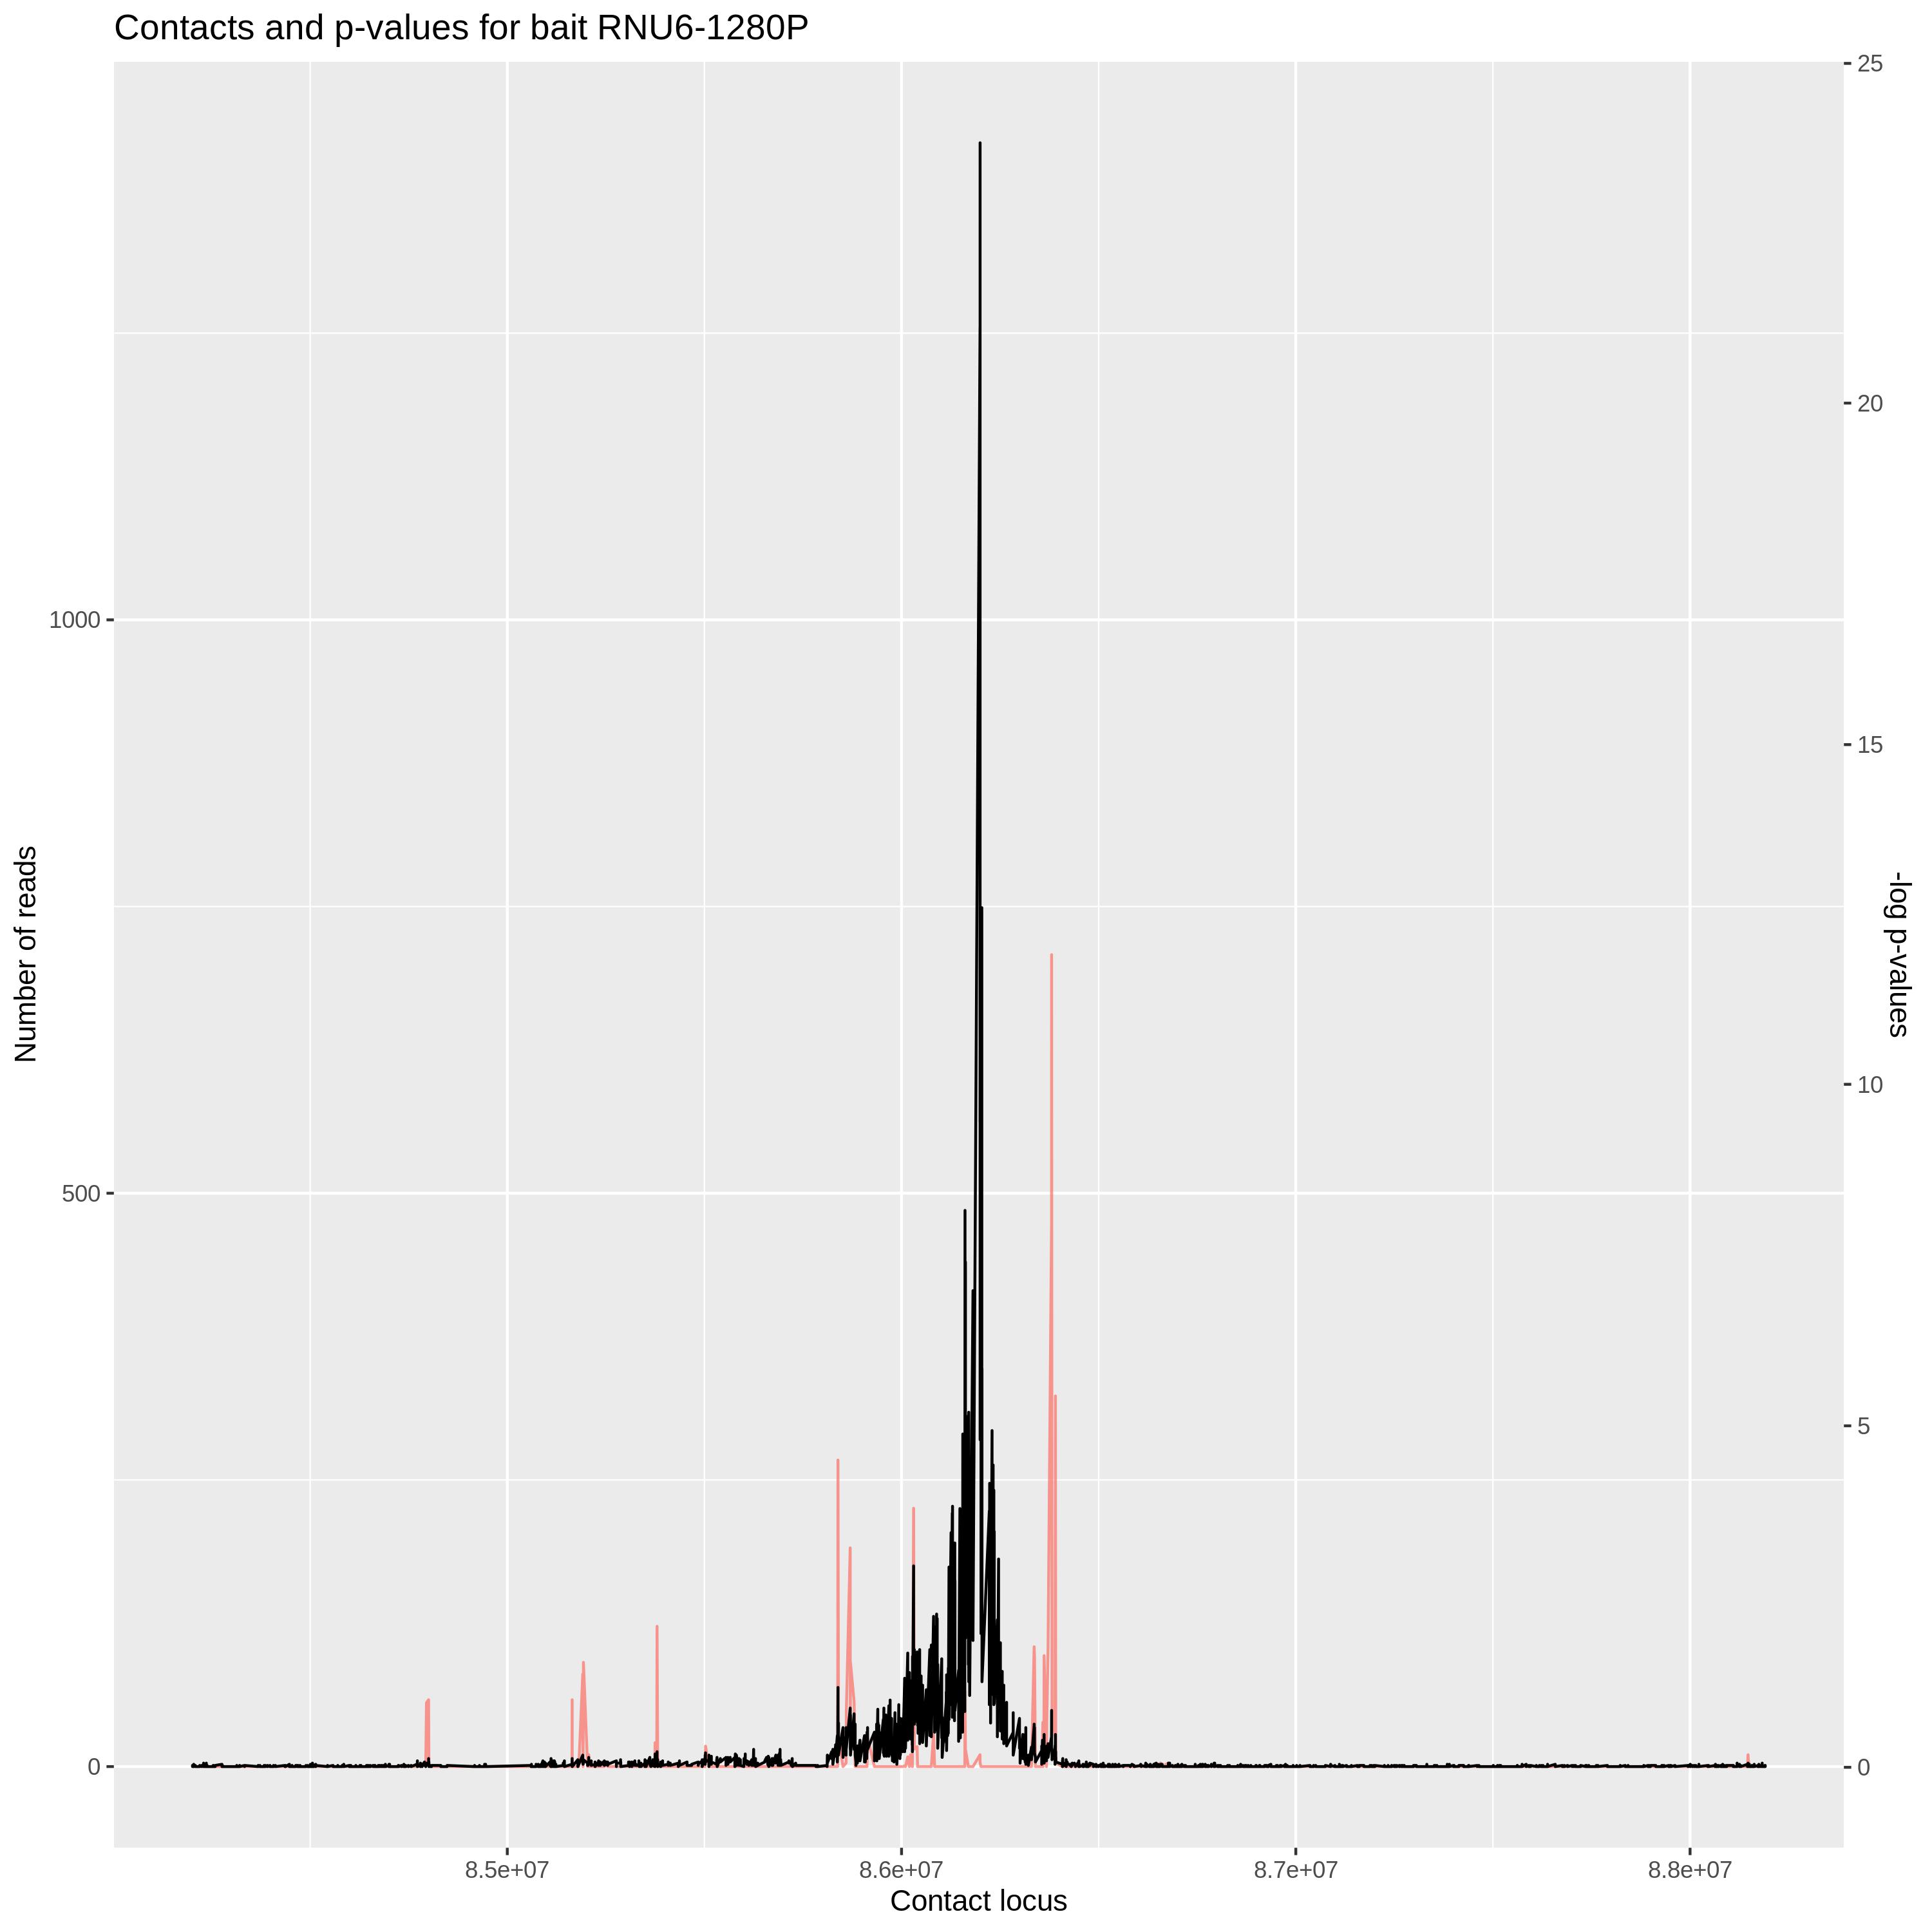 Contacts and p-values for bait RNU6-1280P
25
20
15
10
5
0
1000
500
0
Number of reads
-log p-values
8.5e+07 8.6e+07 8.7e+07 8.8e+07
Contact locus